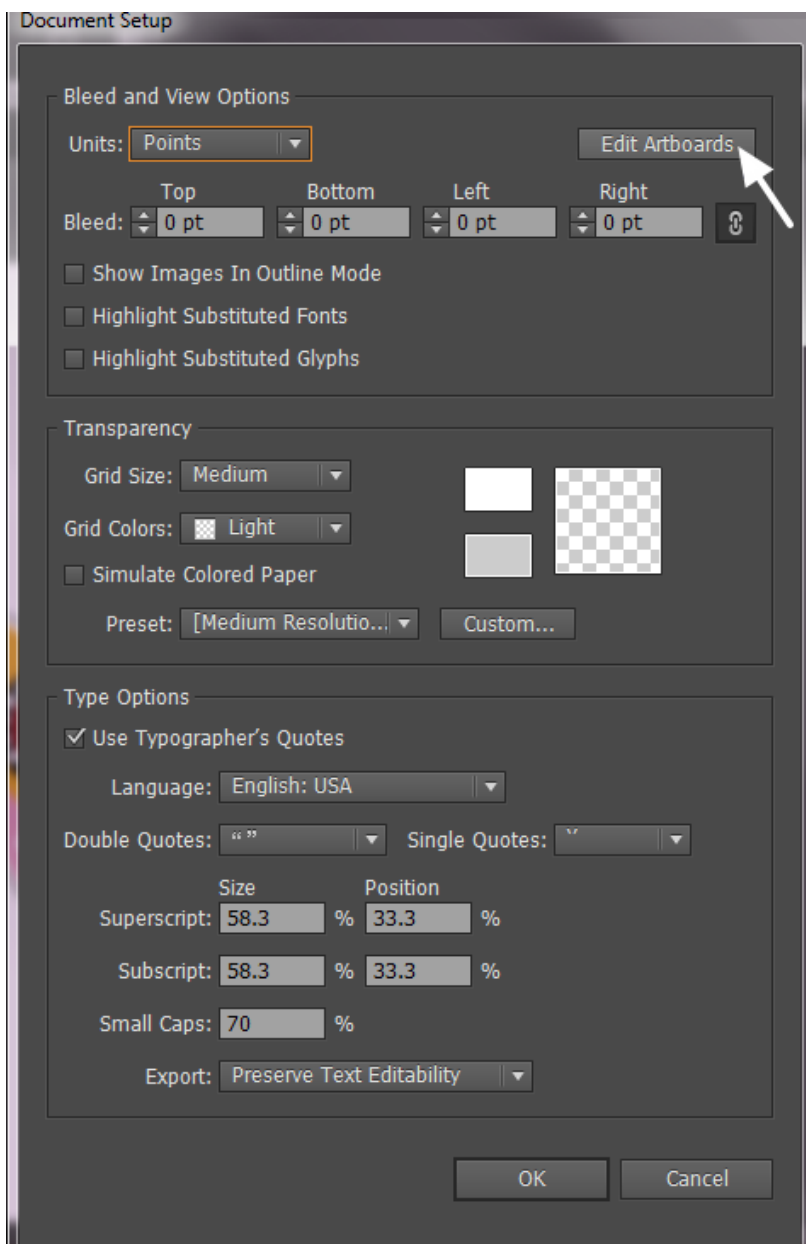 Document Setup
Bleed and View Options
Units: Points Edit Artboards
Top Bottom Left Right
Bleed: 0 pt 0 pt 0 pt 0 pt
Show Images In Outline Mode
Highlight Substituted Fonts
Highlight Substituted Glyphs
Transparency
Grid Size: Medium
Grid Colors: Light
Simulate Colored Paper
Preset: [Medium Resolutio... Custom...
Type Options
Use Typographer’s Quotes
Language: English: USA
Double Quotes: “ ” Single Quotes: ‘’
Size Position
Superscript: 58.3 % 33.3 %
Subscript: 58.3 % 33.3 %
Small Caps: 70 %
Export: Preserve Text Editability
OK Cancel